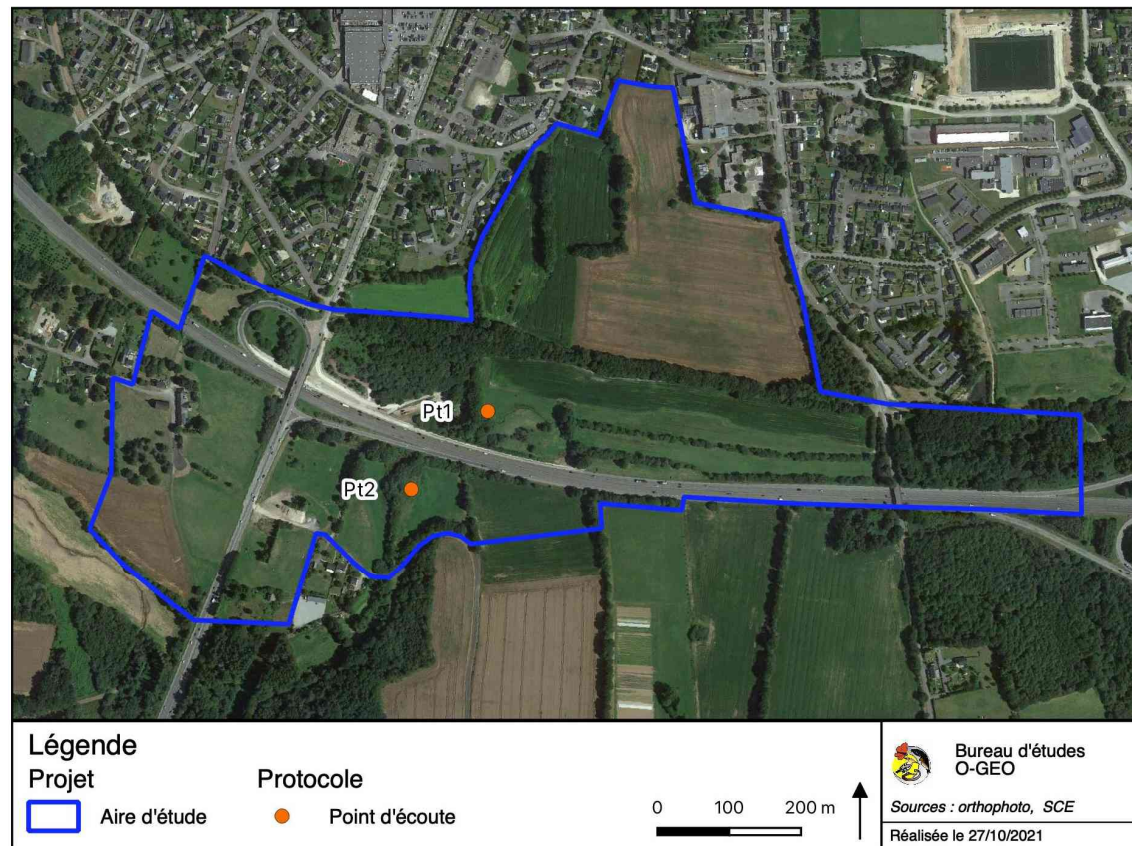 Pt1
Pt2
Légende
Projet
Aire d'étude
Protocole
Point d'écoute
0 100 200 m
Bureau d'études
O-GEO
Sources : orthophoto, SCE
Réalisée le 27/10/2021